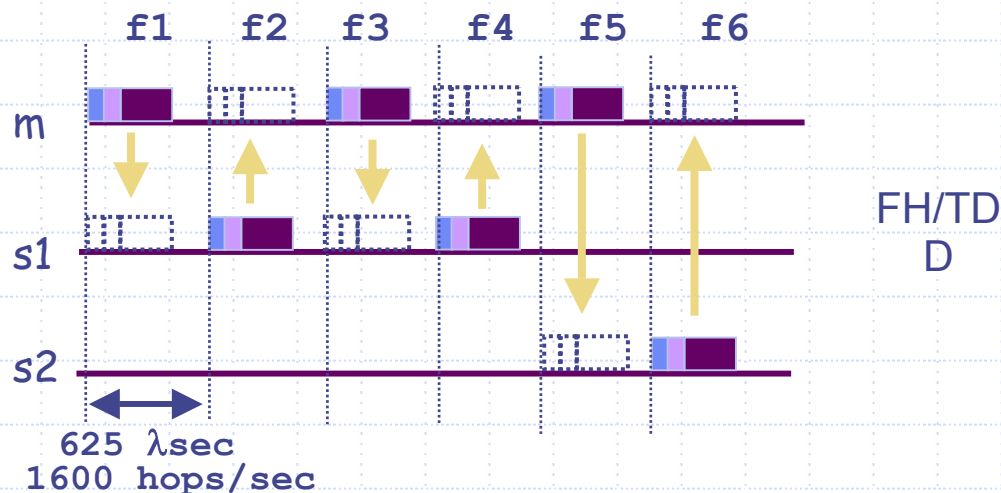 f1 f2 f3 f4 f5 f6
m
s1
FH/TD
D
s2
625 λsec
1600 hops/sec